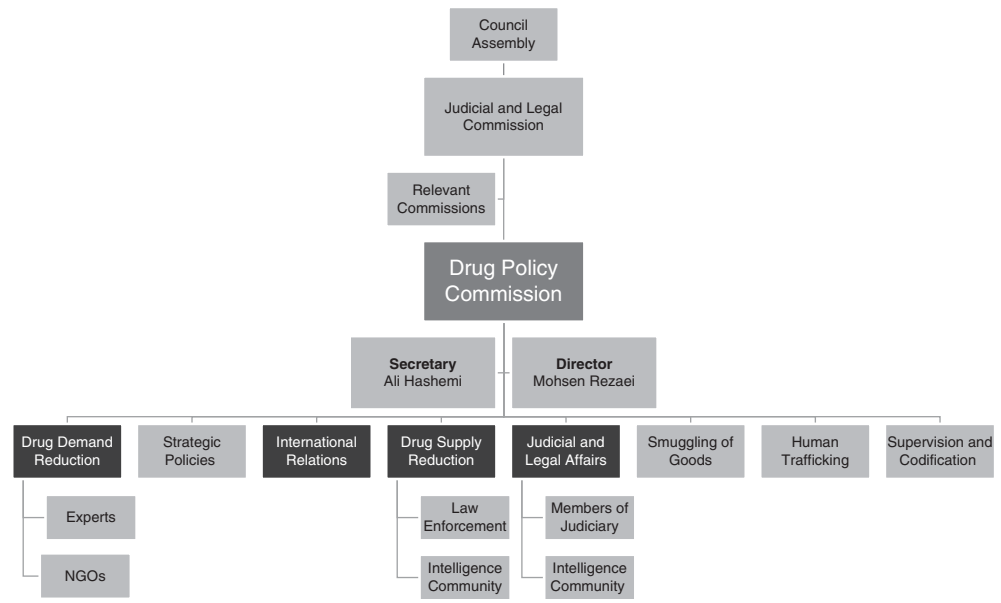 Council
Assembly
Judicial and Legal
Commission
Relevant
Commissions
Drug Policy
Commission
Secretary
Ali Hashemi
Director
Mohsen Rezaei
Drug Demand
Reduction
Strategic
Policies
International
Relations
Drug Supply
Reduction
Judicial and
Legal Affairs
Smuggling of
Goods
Human
Trafficking
Supervision and
Codification
Experts
NGOs
Law
Enforcement
Intelligence
Community
Members of
Judiciary
Intelligence
Community